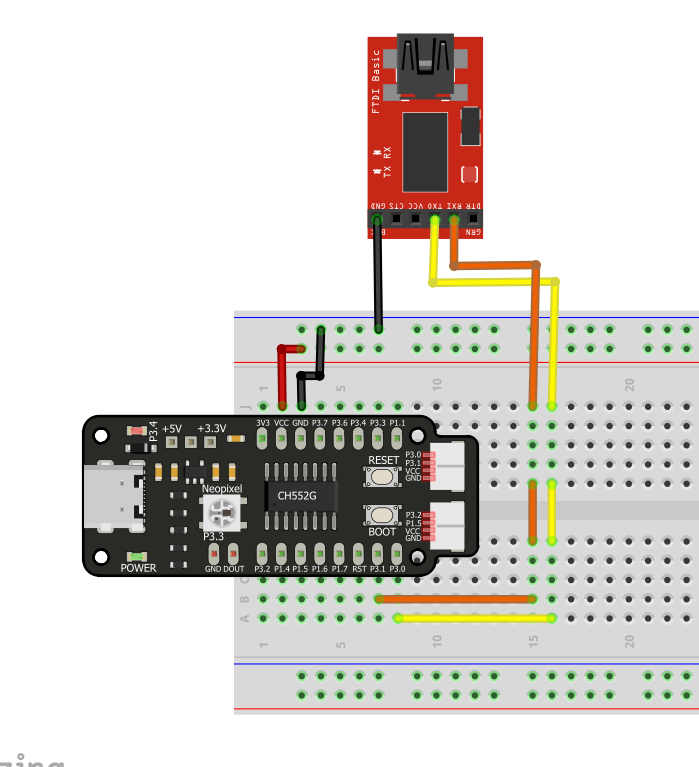 FTDI Basic
TX RX
GND CTS VCC TXO RXI DTR
GRN
1 5 10 15 20
J
P3.4 +5V +3.3V
3V3 VCC GND P3.7 P3.6 P3.4 P3.3 P1.1
P3.0
P3.1
VCC
GND
RESET
Neopixel
CH552G
P3.3
BOOT
P3.2
P1.5
VCC
GND
POWER
GND DOUT P3.2 P1.4 P1.5 P1.6 P1.7 RST P3.1 P3.0
C
B
A
1 5 10 15 20
zing